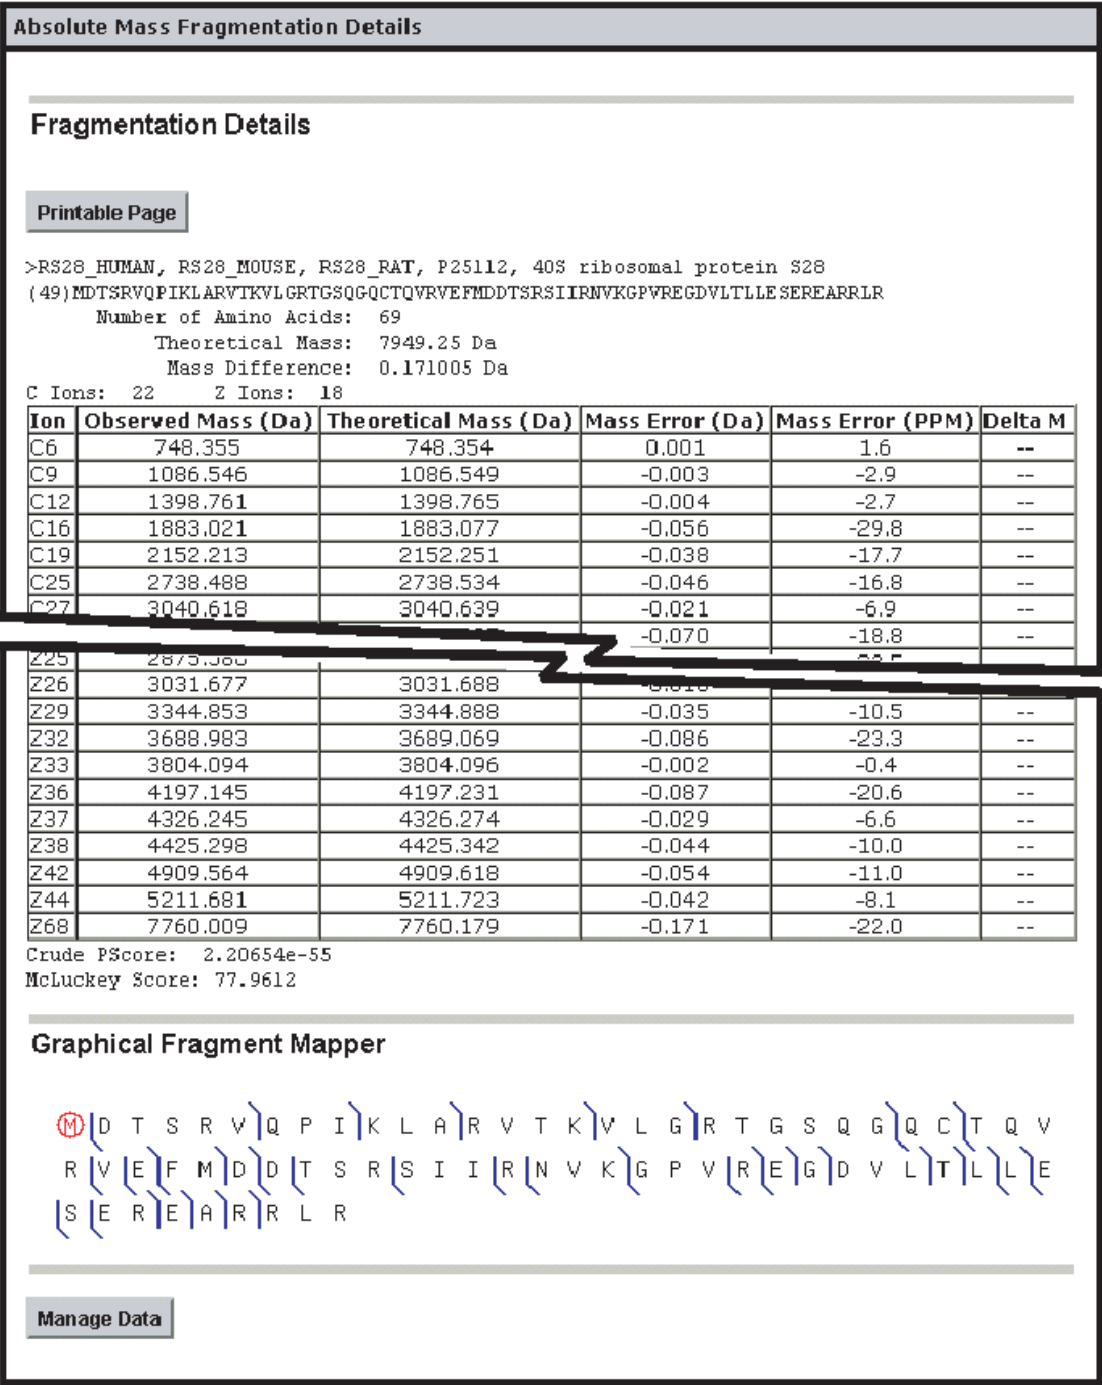 Absolute Mass Fragmentation Details
Fragmentation Details
Printable Page
>RS28_HUMAN, RS28_MOUSE, RS28_RAT, P25112, 40S ribosomal protein S28
(49)MDTSRVQPIKLARVTKVLGRTGSQGQCTQVRVEFMDDTSRSIIRNVKGPVREGDVLTLLESEREARRLR
Number of Amino Acids: 69
Theoretical Mass: 7949.25 Da
Mass Difference: 0.171005 Da
C Ions: 22 Z Ions: 18
Ion Observed Mass (Da) Theoretical Mass (Da) Mass Error (Da) Mass Error (PPM) Delta M
C6 748.355 748.354 0.001 1.6 --
C9 1086.546 1086.549 -0.003 -2.9 --
C12 1398.761 1398.765 -0.004 -2.7 --
C16 1883.021 1883.077 -0.056 -29.8 --
C19 2152.213 2152.251 -0.038 -17.7 --
C25 2738.488 2738.534 -0.046 -16.8 --
C27 3040.618 3040.639 -0.021 -6.9 --
-0.070 -18.8 --
Z25
Z26 3031.677 3031.688
Z29 3344.853 3344.888 -0.035 -10.5 --
Z32 3688.983 3689.069 -0.086 -23.3 --
Z33 3804.094 3804.096 -0.002 -0.4 --
Z36 4197.145 4197.231 -0.087 -20.6 --
Z37 4326.245 4326.274 -0.029 -6.6 --
Z38 4425.298 4425.342 -0.044 -10.0 --
Z42 4909.564 4909.618 -0.054 -11.0 --
Z44 5211.681 5211.723 -0.042 -8.1 --
Z68 7760.009 7760.179 -0.171 -22.0 --
Crude PScore: 2.20654e-55
McLuckey Score: 77.9612
Graphical Fragment Mapper
M D T S R V Q P I K L A R V T K V L G R T G S Q G Q C T Q V
R V E F M D D T S R S I I R N V K G P V R E G D V L T L L E
S E R E A R R L R
Manage Data